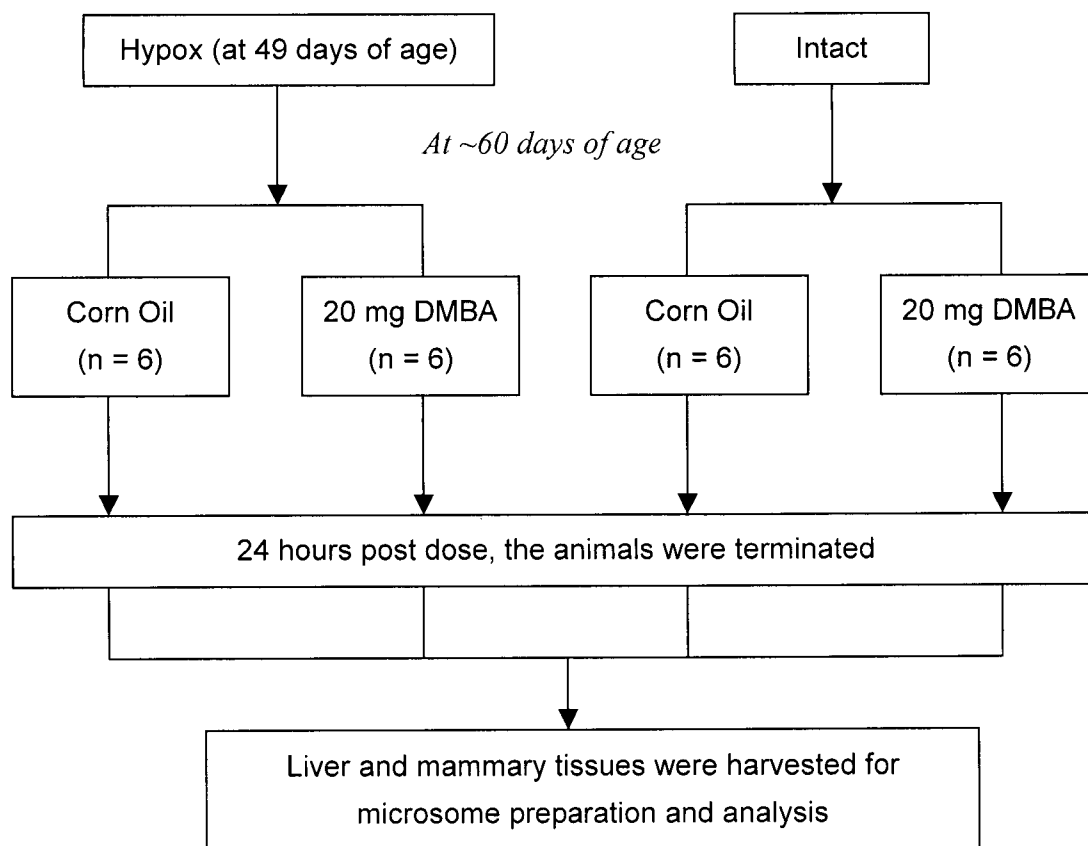 Hypox (at 49 days of age)
Intact
At ~60 days of age
Corn Oil
(n = 6)
20 mg DMBA
(n = 6)
Corn Oil
(n = 6)
20 mg DMBA
(n = 6)
24 hours post dose, the animals were terminated
Liver and mammary tissues were harvested for
microsome preparation and analysis